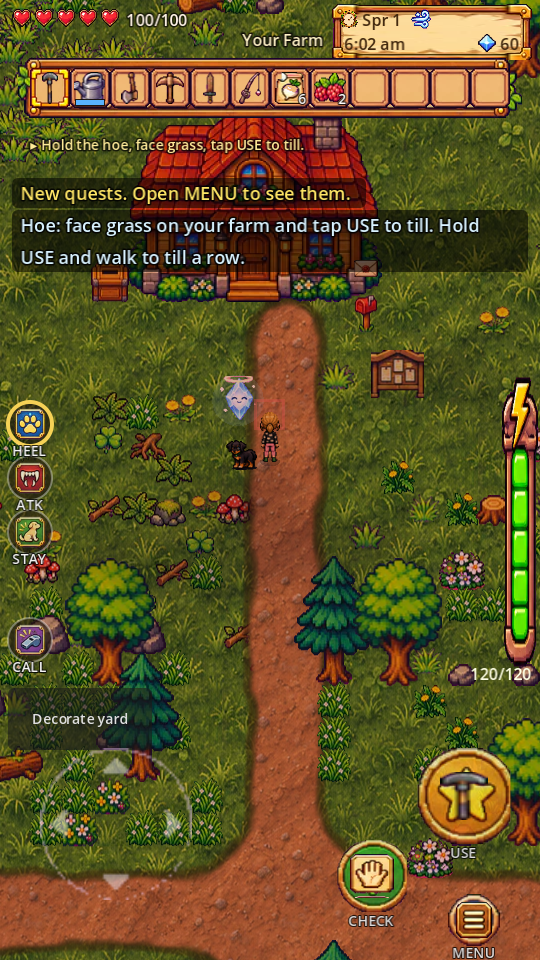 100/100
Spr 1
Your Farm
6:02 am
60
6
2
▸ Hold the hoe, face grass, tap USE to till.
New quests. Open MENU to see them.
Hoe: face grass on your farm and tap USE to till. Hold
USE and walk to till a row.
HEEL
ATK
STAY
CALL
120/120
Decorate yard
USE
CHECK
MENU